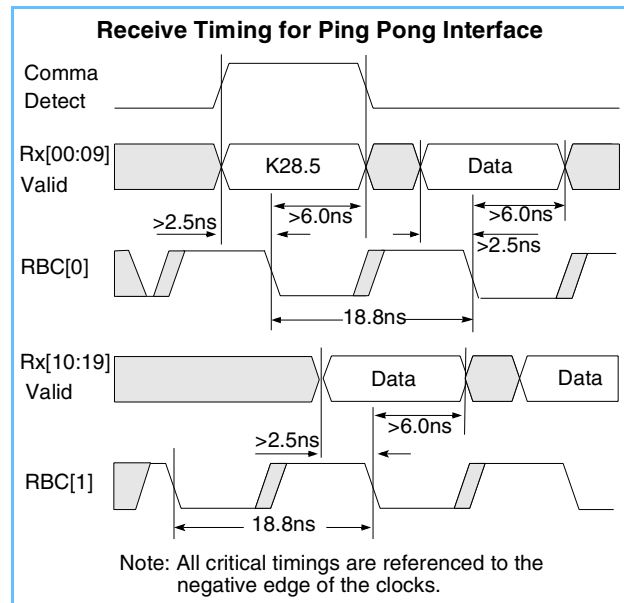 Receive Timing for Ping Pong Interface
Comma
Detect
Rx[00:09]
Valid
K28.5
Data
>2.5ns
>6.0ns
>6.0ns
>2.5ns
RBC[0]
18.8ns
Rx[10:19]
Valid
Data
Data
>2.5ns
>6.0ns
RBC[1]
18.8ns
Note: All critical timings are referenced to the
negative edge of the clocks.